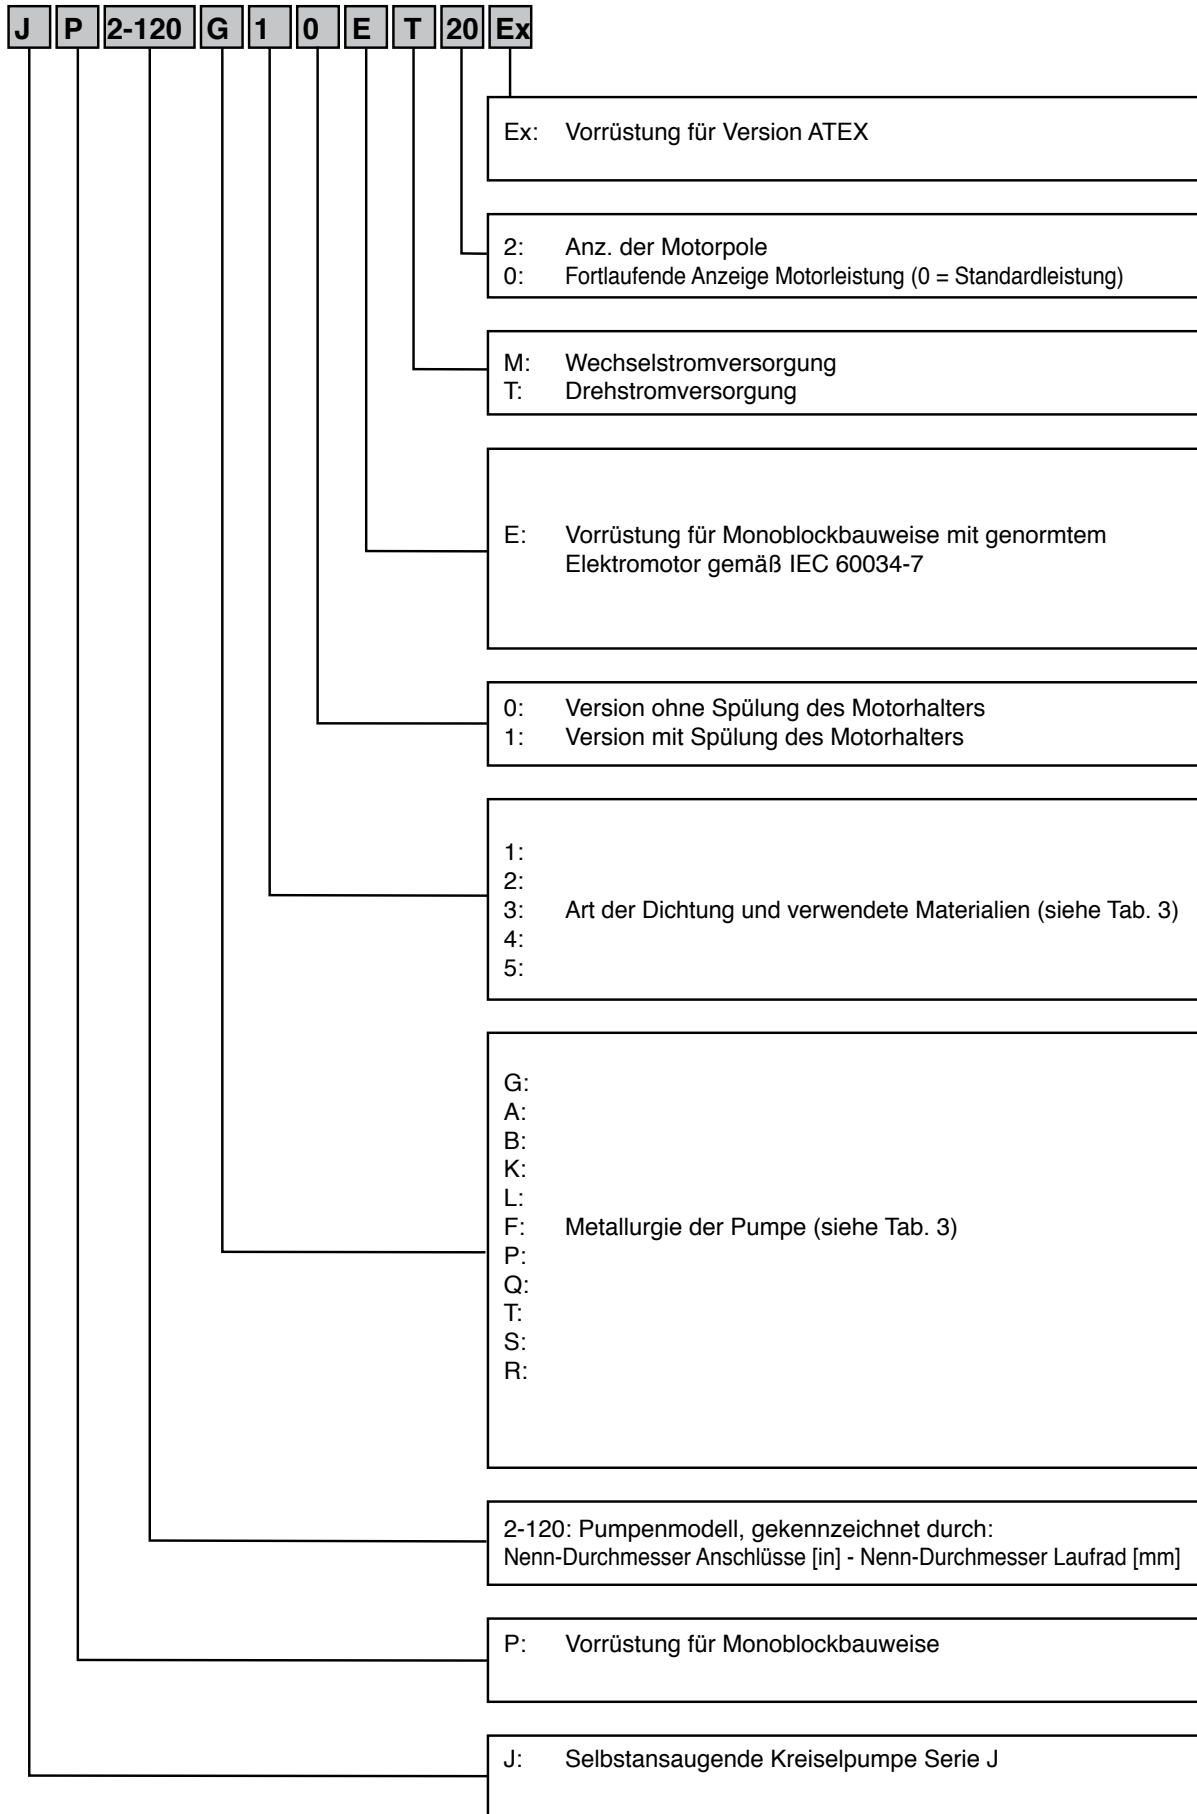 J P 2-120 G 1 0 E T 20 Ex
Ex: Vorrüstung für Version ATEX
2: Anz. der Motorpole
0: Fortlaufende Anzeige Motorleistung (0 = Standardleistung)
M: Wechselstromversorgung
T: Drehstromversorgung
E: Vorrüstung für Monoblockbauweise mit genormtem
Elektromotor gemäß IEC 60034-7
0: Version ohne Spülung des Motorhalters
1: Version mit Spülung des Motorhalters
1:
2:
3: Art der Dichtung und verwendete Materialien (siehe Tab. 3)
4:
5:
G:
A:
B:
K:
L:
F: Metallurgie der Pumpe (siehe Tab. 3)
P:
Q:
T:
S:
R:
2-120: Pumpenmodell, gekennzeichnet durch:
Nenn-Durchmesser Anschlüsse [in] - Nenn-Durchmesser Laufrad [mm]
P: Vorrüstung für Monoblockbauweise
J: Selbstansaugende Kreiselpumpe Serie J